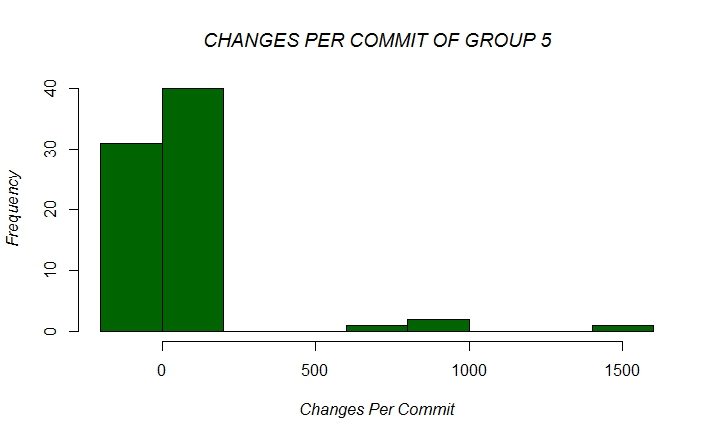 CHANGES PER COMMIT OF GROUP 5
Frequency
40
30
20
10
0
0 500 1000 1500
Changes Per Commit